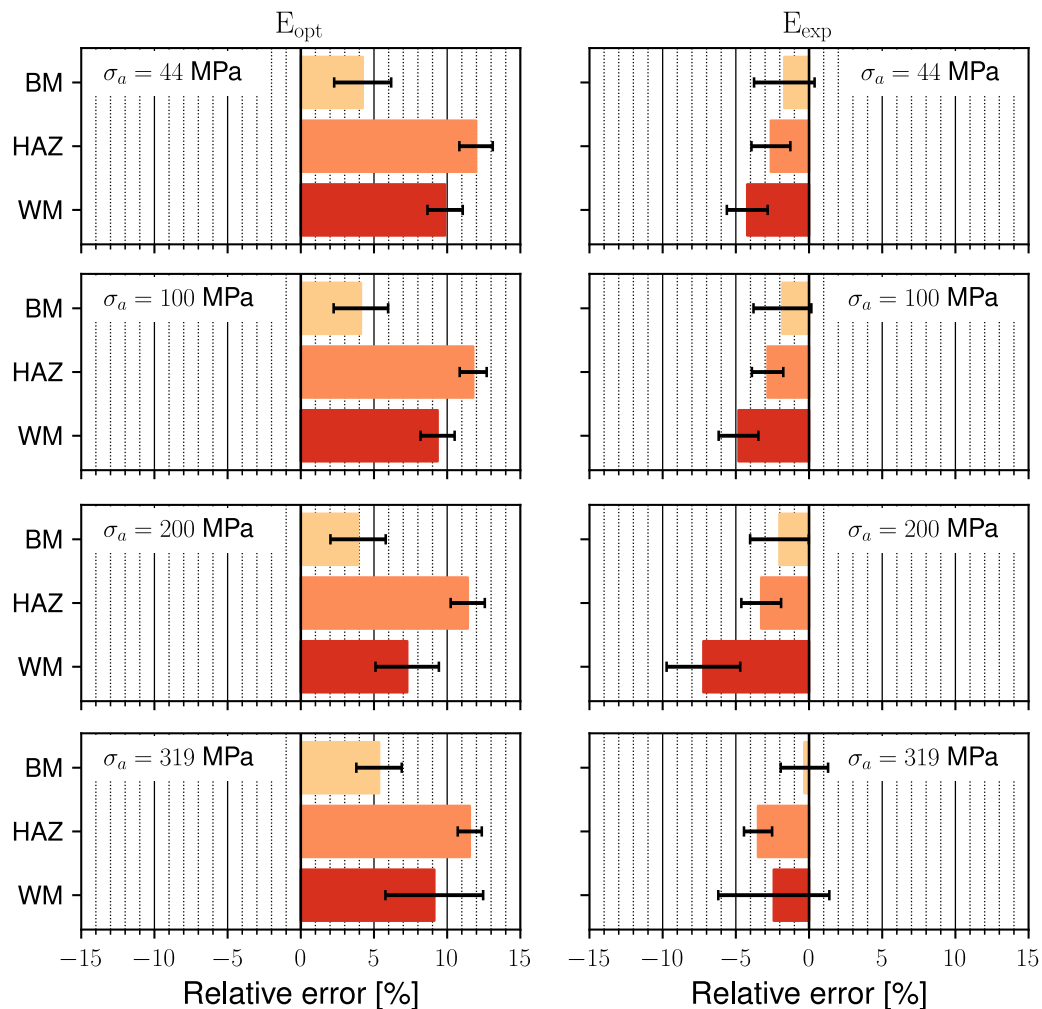 E_opt E_exp
σ_a = 44 MPa
σ_a = 44 MPa
BM
HAZ
WM
σ_a = 100 MPa
σ_a = 100 MPa
BM
HAZ
WM
σ_a = 200 MPa
σ_a = 200 MPa
BM
HAZ
WM
σ_a = 319 MPa
σ_a = 319 MPa
BM
HAZ
WM
−15 −10 −5 0 5 10 15
−15 −10 −5 0 5 10 15
Relative error [%]
Relative error [%]